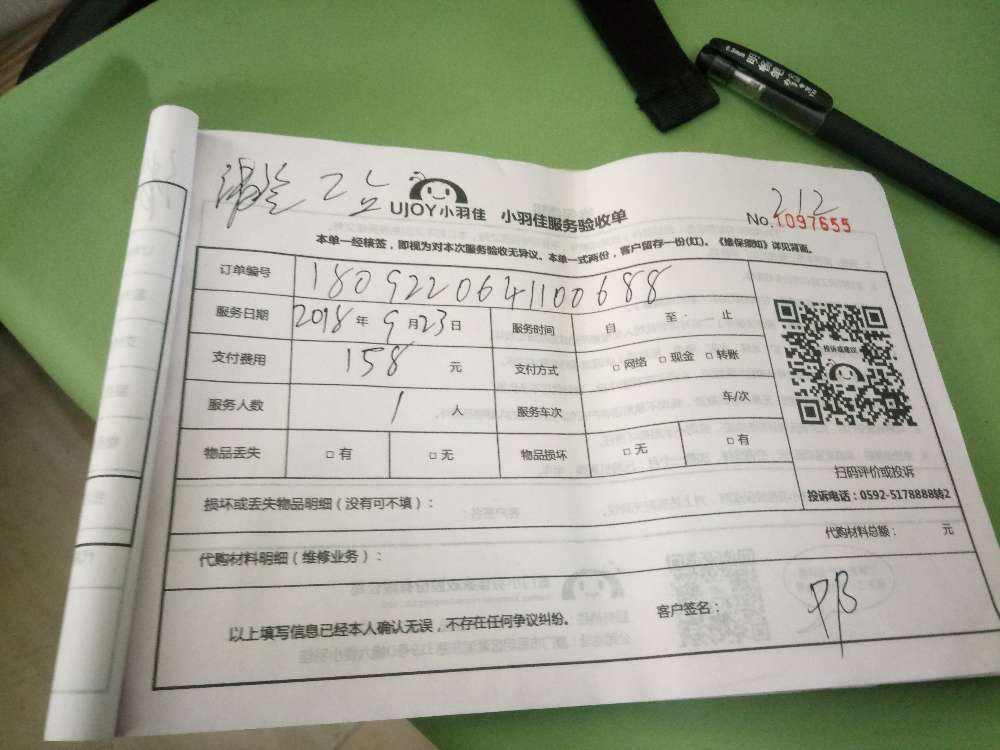 212
UJOY小羽佳 小羽佳服务验收单 No.1097655
本单一经核签，即视为对本次服务验收无异议。本单一式两份，客户留存一份(红)。《维保须知》详见背面。
订单编号 1809220641100688
服务日期 2018年9月23日 服务时间 自 至 止
支付费用 158 元 支付方式 □网络 □现金 □转账
服务人数 1 人 服务车次 车/次
物品丢失 □有 □无 物品损坏 □无 □有
投诉或建议
扫码评价或投诉
投诉电话：0592-5178888转2
损坏或丢失物品明细（没有可不填）：
代购材料明细（维修业务）： 代购材料总额： 元
以上填写信息已经本人确认无误，不存在任何争议纠纷。 客户签名：